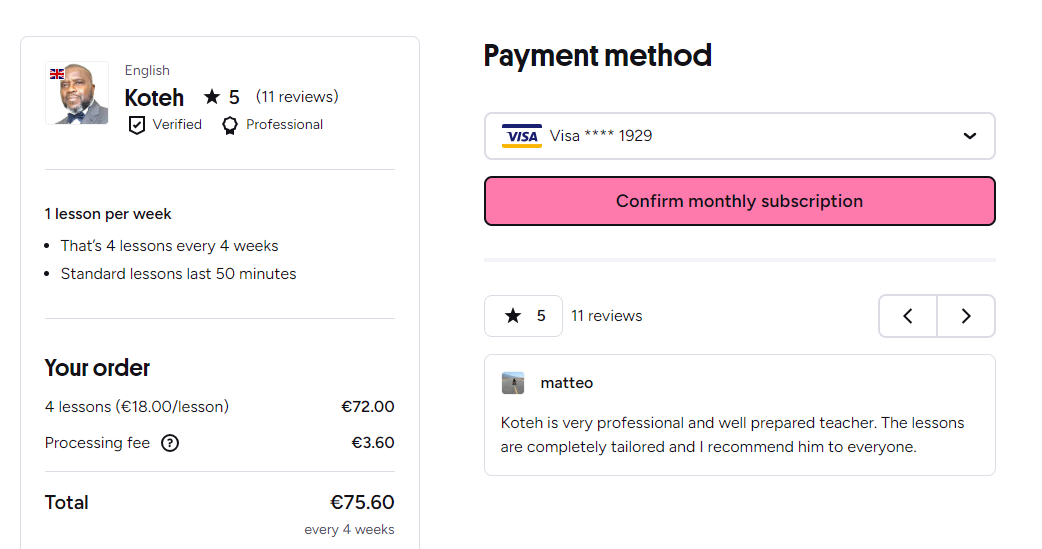 English
Koteh ★ 5 (11 reviews)
Verified Professional
1 lesson per week
• That’s 4 lessons every 4 weeks
• Standard lessons last 50 minutes
Your order
4 lessons (€18.00/lesson) €72.00
Processing fee ? €3.60
Total €75.60
every 4 weeks
Payment method
VISA Visa **** 1929
Confirm monthly subscription
★ 5 11 reviews
matteo
Koteh is very professional and well prepared teacher. The lessons
are completely tailored and I recommend him to everyone.